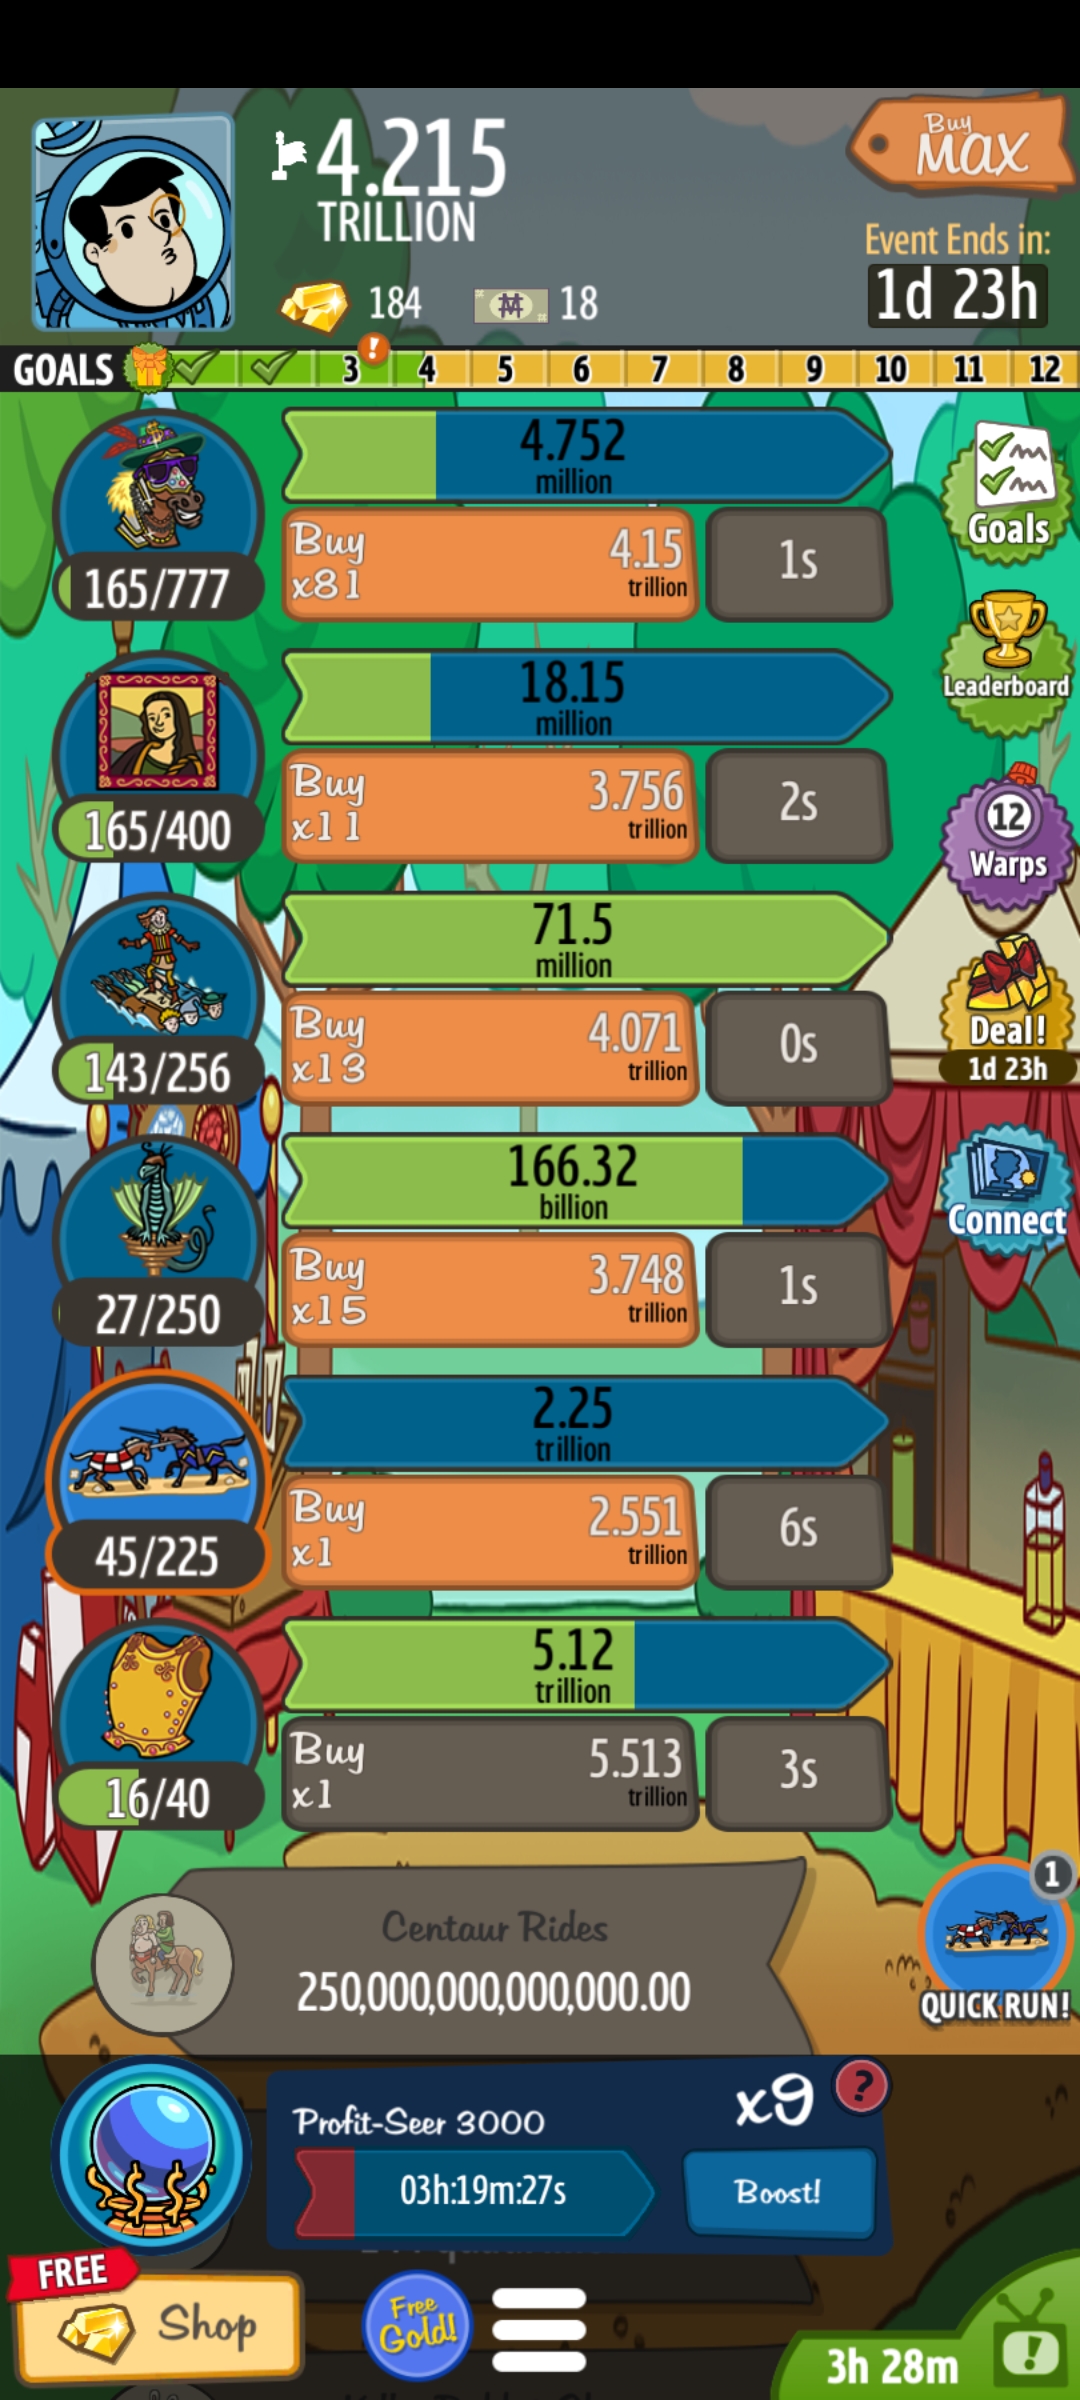 4.215
TRILLION
Buy
MAX
184
18
Event Ends in:
1d 23h
GOALS
3
!
4
5
6
7
8
9
10
11
12
4.752
million
Buy
x81
4.15
trillion
1s
165/777
Goals
18.15
million
Buy
x11
3.756
trillion
2s
165/400
Leaderboard
12
Warps
71.5
million
Buy
x13
4.071
trillion
0s
143/256
Deal!
1d 23h
166.32
billion
Buy
x15
3.748
trillion
1s
27/250
Connect
2.25
trillion
Buy
x1
2.551
trillion
6s
45/225
5.12
trillion
Buy
x1
5.513
trillion
3s
16/40
Centaur Rides
250,000,000,000,000.00
1
QUICK RUN!
Profit-Seer 3000
x9
?
03h:19m:27s
Boost!
FREE
Shop
Free
Gold!
3h 28m
!